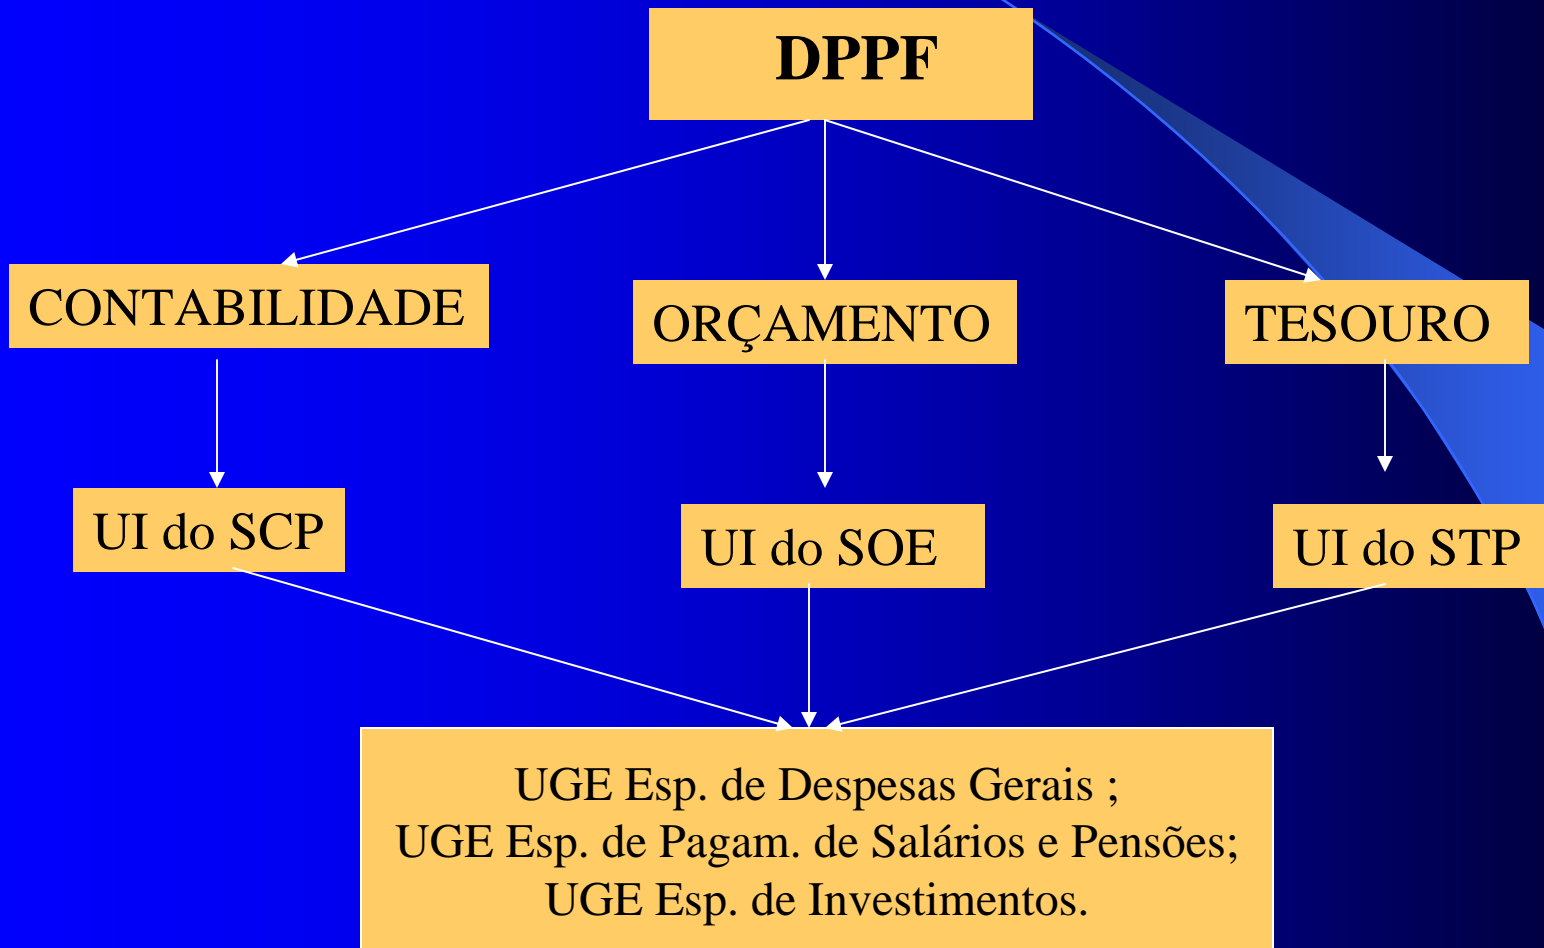 DPPF
CONTABILIDADE
ORÇAMENTO
TESOURO
UI do SCP
UI do SOE
UI do STP
UGE Esp. de Despesas Gerais ;
UGE Esp. de Pagam. de Salários e Pensões;
UGE Esp. de Investimentos.